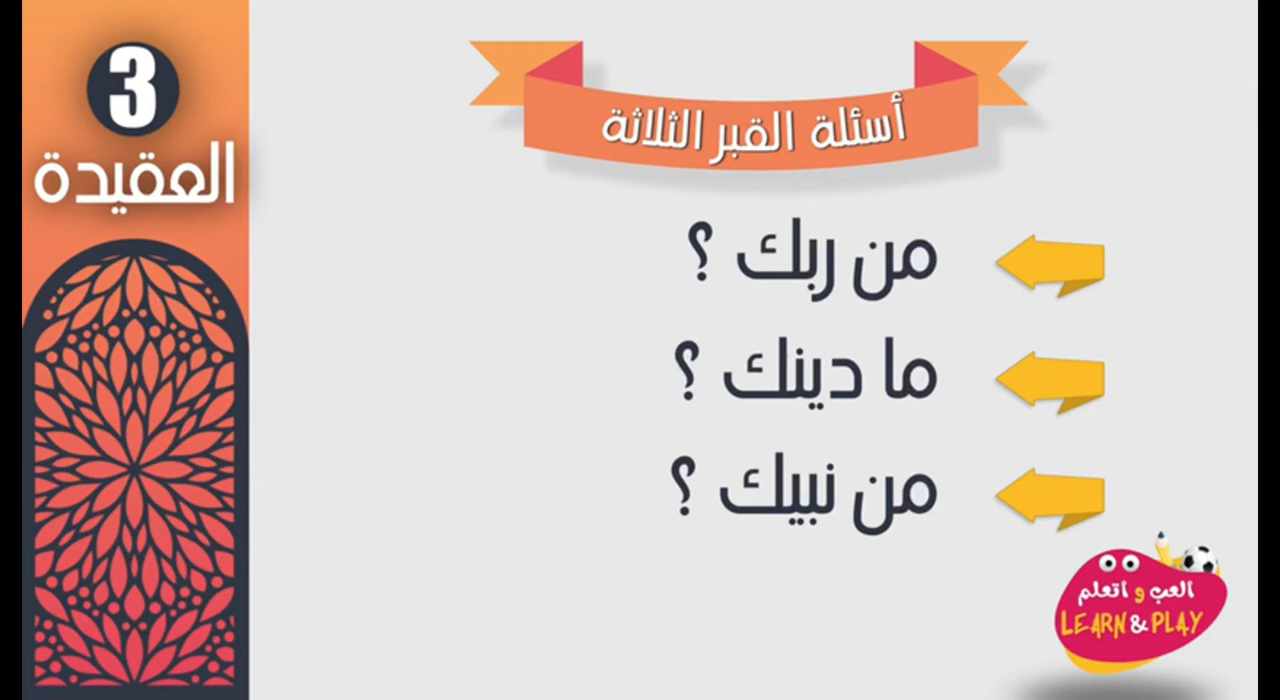 3
العقيدة
أسئلة القبر الثلاثة
من ربك ؟
ما دينك ؟
من نبيك ؟
العب و اتعلم
LEARN & PLAY